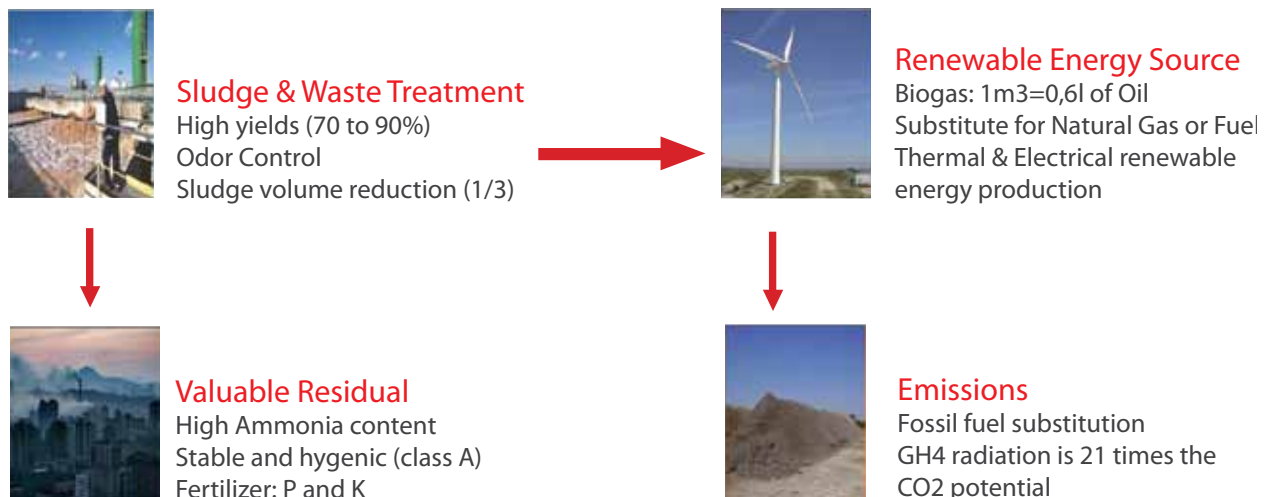 Sludge & Waste Treatment
High yields (70 to 90%)
Odor Control
Sludge volume reduction (1/3)
Renewable Energy Source
Biogas: 1m3=0,6l of Oil
Substitute for Natural Gas or Fuel
Thermal & Electrical renewable
energy production
Valuable Residual
High Ammonia content
Stable and hygenic (class A)
Fertilizer: P and K
Emissions
Fossil fuel substitution
GH4 radiation is 21 times the
CO2 potential